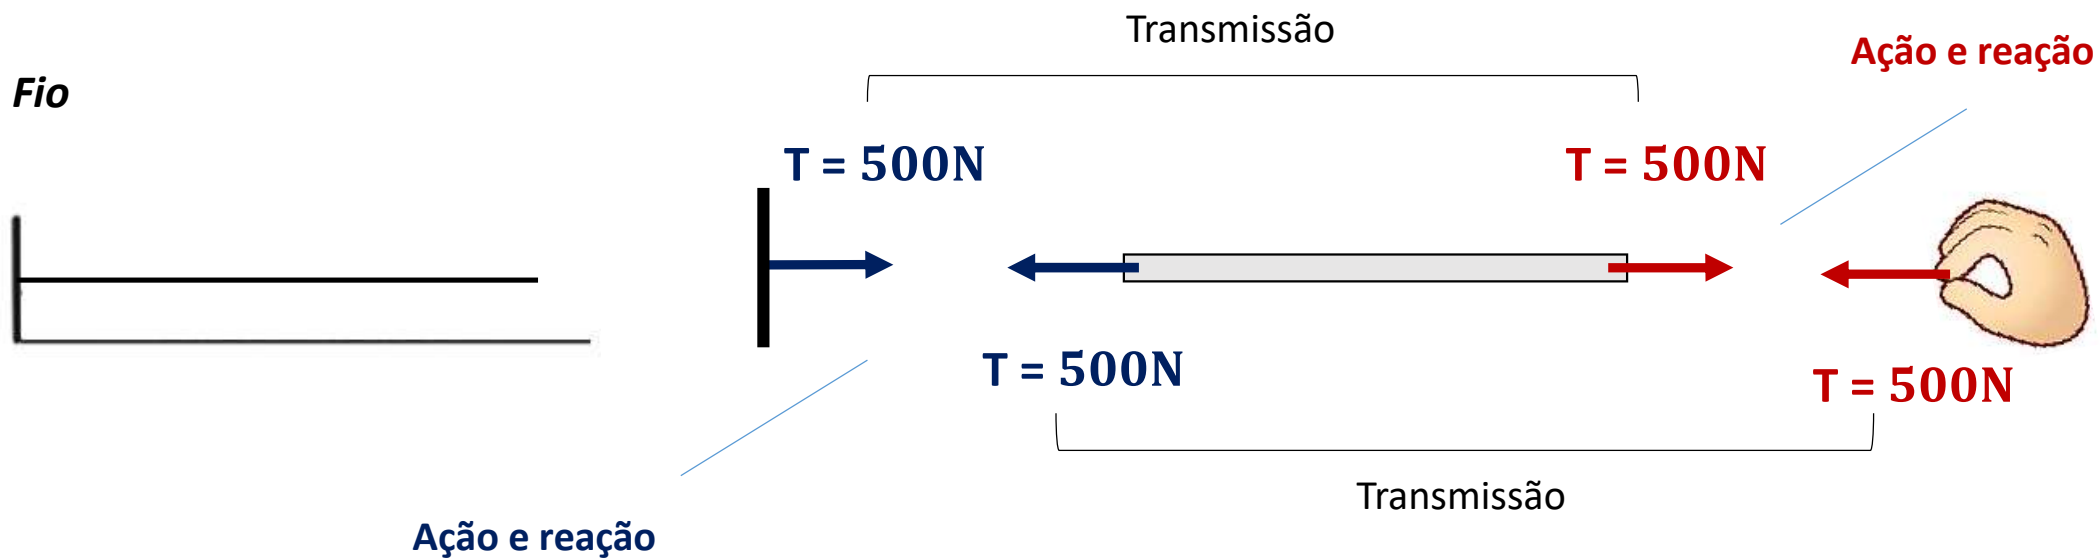 Transmissão
Ação e reação
Fio
T = 500N
T = 500N
T = 500N
T = 500N
Transmissão
Ação e reação